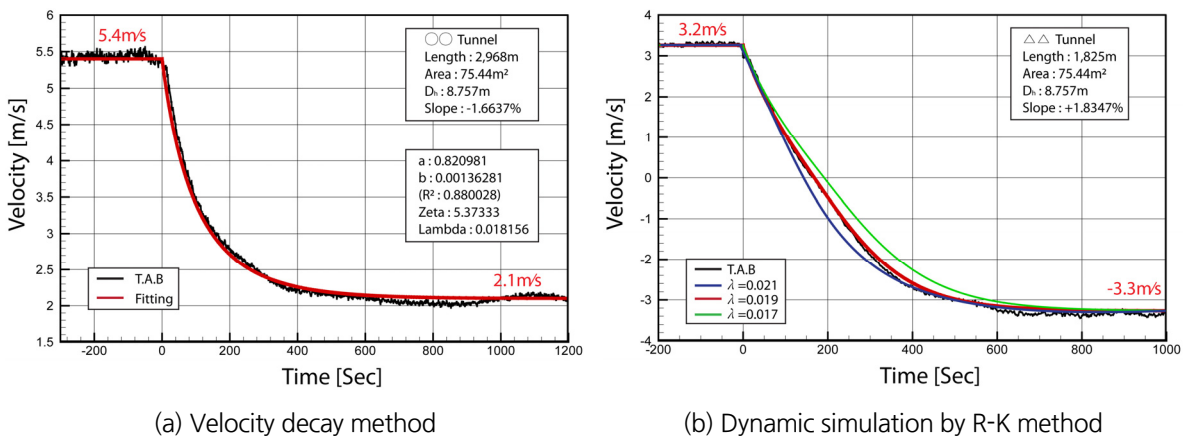 5.4m/s
○○ Tunnel
Length : 2,968m
Area : 75.44m²
Dₕ : 8.757m
Slope : -1.6637%
a : 0.820981
b : 0.00136281
(R² : 0.880028)
Zeta : 5.37333
Lambda : 0.018156
T.A.B
Fitting
2.1m/s
6
5.5
5
4.5
4
3.5
3
2.5
2
1.5
-200
0
200
400
600
800
1000
1200
Velocity [m/s]
Time [Sec]
(a) Velocity decay method
3.2m/s
△△ Tunnel
Length : 1,825m
Area : 75.44m²
Dₕ : 8.757m
Slope : +1.8347%
T.A.B
λ =0.021
λ =0.019
λ =0.017
-3.3m/s
4
3
2
1
0
-1
-2
-3
-4
-200
0
200
400
600
800
1000
Velocity [m/s]
Time [Sec]
(b) Dynamic simulation by R-K method